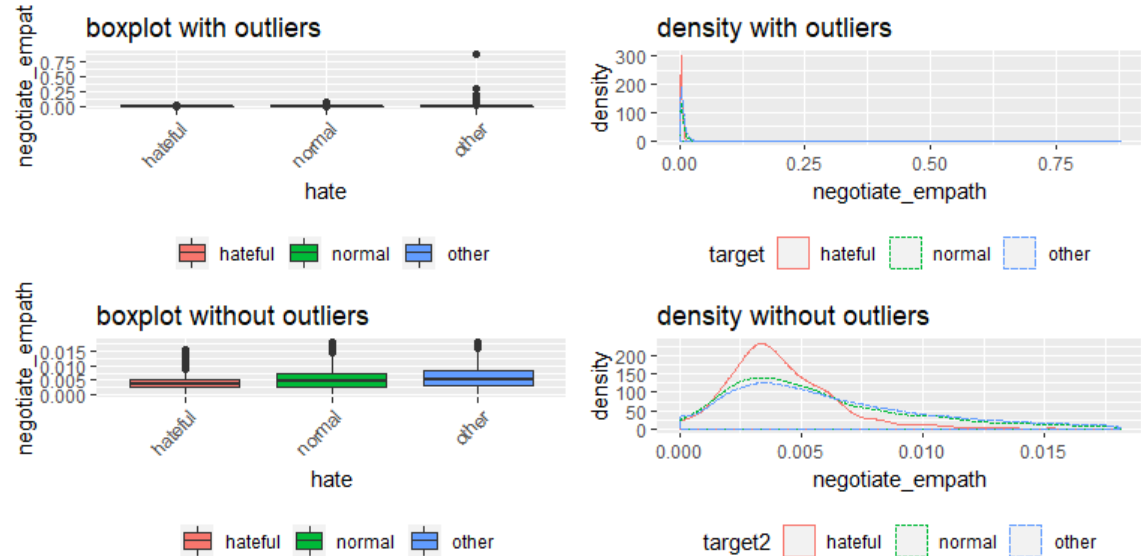 boxplot with outliers
negotiate_empat
0.75
0.50
0.25
0.00
hateful
normal
other
hate
hateful normal other
density with outliers
density
300
200
100
0
0.00 0.25 0.50 0.75
negotiate_empath
target hateful normal other
boxplot without outliers
negotiate_empath
0.015
0.010
0.005
0.000
hateful
normal
other
hate
hateful normal other
density without outliers
density
200
150
100
50
0
0.000 0.005 0.010 0.015
negotiate_empath
target2 hateful normal other